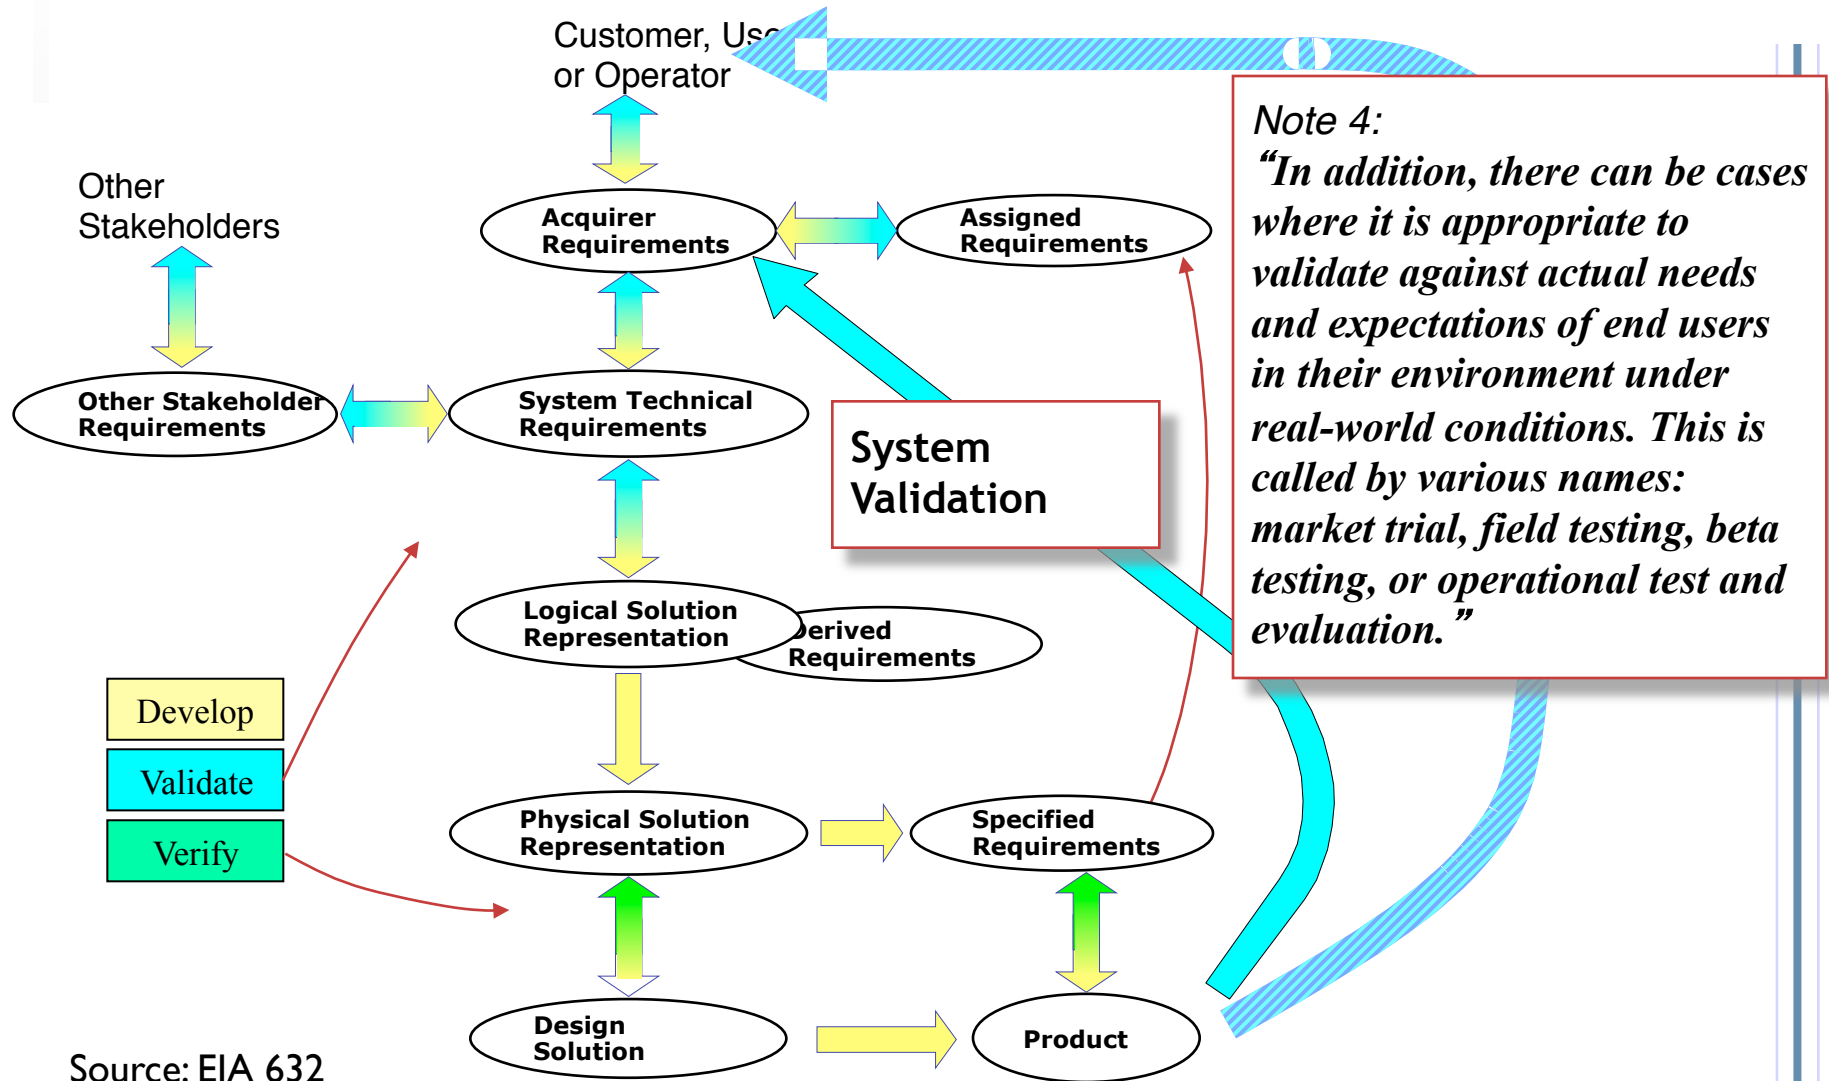 Customer, Use
or Operator
Note 4:
“In addition, there can be cases
where it is appropriate to
validate against actual needs
and expectations of end users
in their environment under
real-world conditions. This is
called by various names:
market trial, field testing, beta
testing, or operational test and
evaluation.”
Other
Stakeholders
Acquirer
Requirements
Assigned
Requirements
Other Stakeholder
Requirements
System Technical
Requirements
System
Validation
Logical Solution
Representation
Derived
Requirements
Develop
Validate
Verify
Physical Solution
Representation
Specified
Requirements
Design
Solution
Product
Source: EIA 632